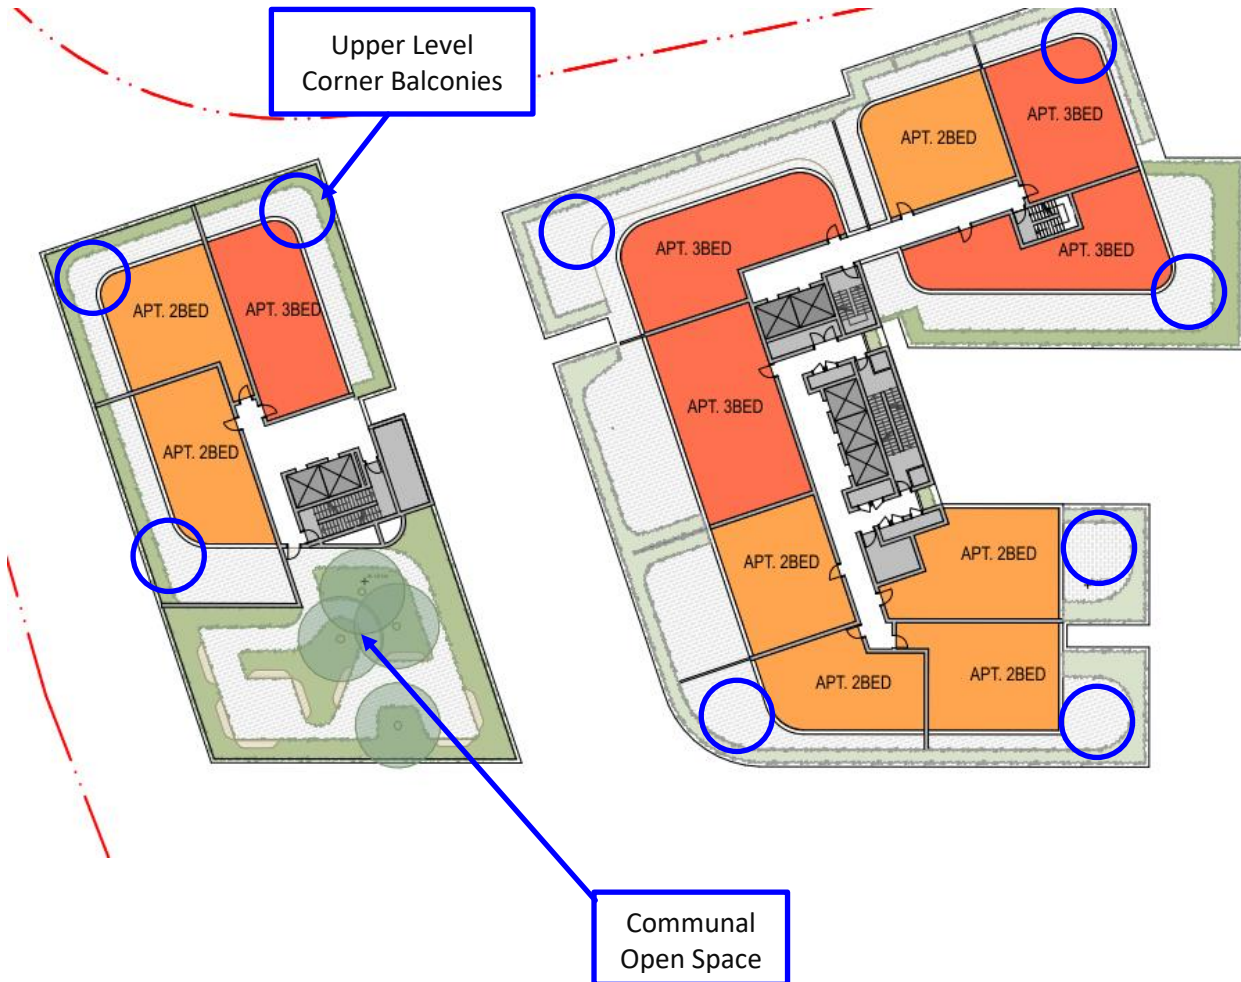 Upper Level
Corner Balconies
APT. 3BED
APT. 2BED
APT. 3BED
APT. 3BED
APT. 2BED
APT. 3BED
APT. 3BED
APT. 2BED
APT. 2BED
APT. 2BED
APT. 2BED
APT. 2BED
Communal
Open Space